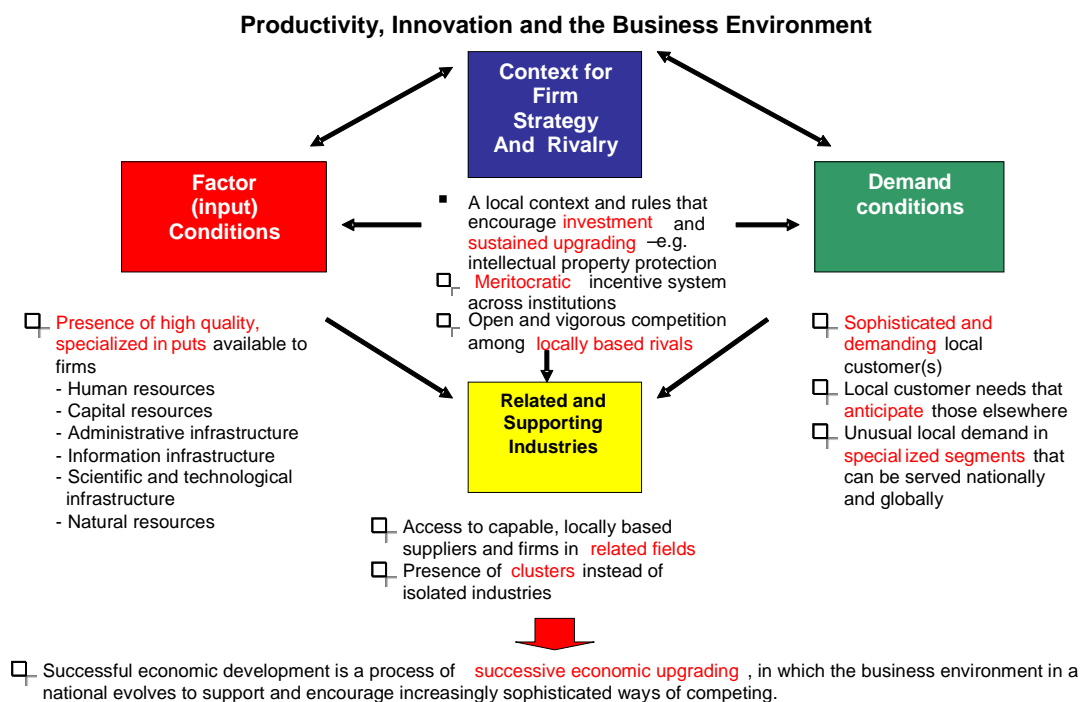 Productivity, Innovation and the Business Environment
Context for
Firm
Strategy
And Rivalry
Factor
(input)
Conditions
Demand
conditions
A local context and rules that
encourage investment and
sustained upgrading –e.g.
intellectual property protection
Meritocratic incentive system
across institutions
Open and vigorous competition
among locally based rivals
Presence of high quality,
specialized in puts available to
firms
- Human resources
- Capital resources
- Administrative infrastructure
- Information infrastructure
- Scientific and technological
infrastructure
- Natural resources
Related and
Supporting
Industries
Sophisticated and
demanding local
customer(s)
Local customer needs that
anticipate those elsewhere
Unusual local demand in
special ized segments that
can be served nationally
and globally
Access to capable, locally based
suppliers and firms in related fields
Presence of clusters instead of
isolated industries
Successful economic development is a process of successive economic upgrading , in which the business environment in a
national evolves to support and encourage increasingly sophisticated ways of competing.